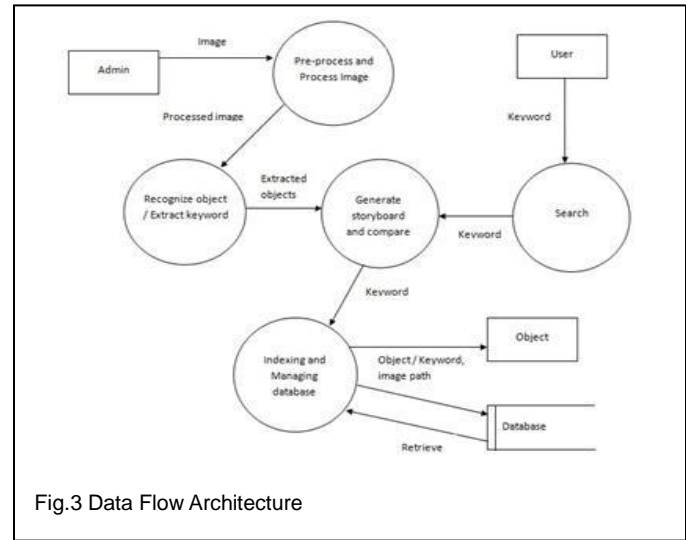 Image
Admin
Pre-process and
Process Image
User
Processed image
Keyword
Recognize object
/ Extract keyword
Extracted
objects
Generate
storyboard
and compare
Keyword
Search
Keyword
Indexing and
Managing
database
Object / Keyword,
image path
Object
Database
Retrieve
Fig.3 Data Flow Architecture